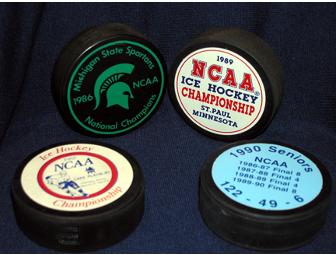 Michigan State Spartans
1986
NCAA
National Champions
1989
NCAA
ICE HOCKEY
CHAMPIONSHIP
ST. PAUL
MINNESOTA
Ice Hockey
NCAA
Championship
1990 Seniors
NCAA
1986-87 Final 8
1987-88 Final 4
1988-89 Final 4
1989-90 Final 8
122 - 49 - 6